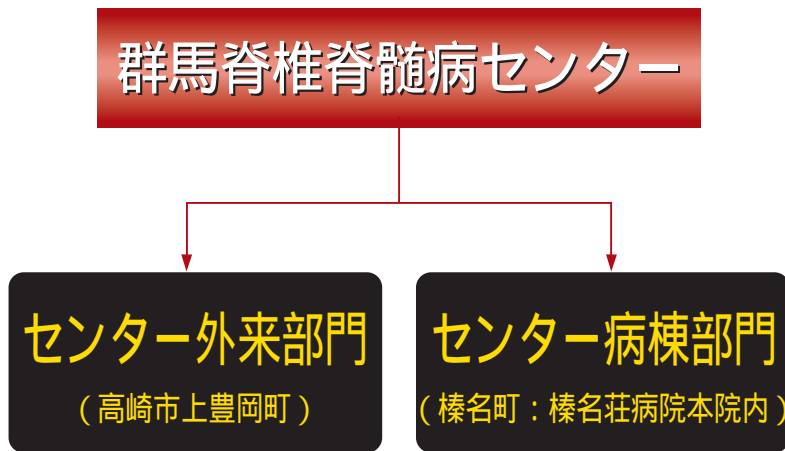 群馬脊椎脊髄病センター
センター外来部門
（高崎市上豊岡町）
センター病棟部門
（榛名町：榛名荘病院本院内）